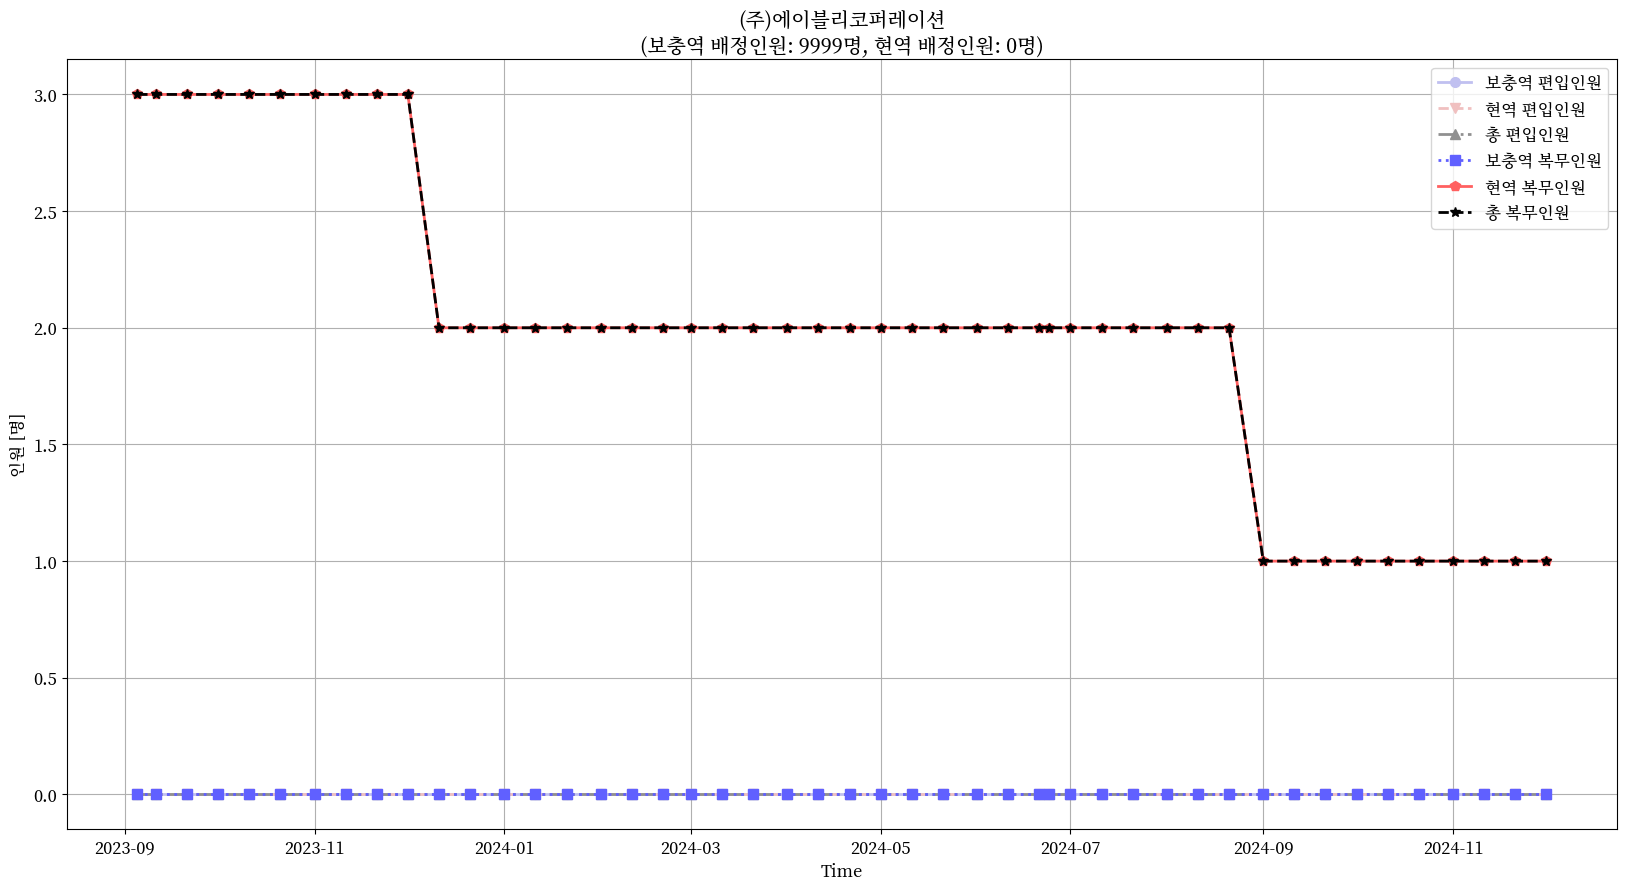 (주)에이블리코퍼레이션
(보충역 배정인원: 9999명, 현역 배정인원: 0명)
보충역 편입인원
현역 편입인원
총 편입인원
보충역 복무인원
현역 복무인원
총 복무인원
인원 [명]
3.0
2.5
2.0
1.5
1.0
0.5
0.0
2023-09 2023-11 2024-01 2024-03 2024-05 2024-07 2024-09 2024-11
Time